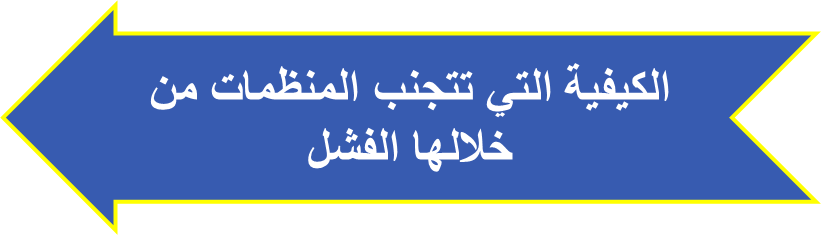 الكيفية التي تتجنب المنظمات من
خلالها الفشل